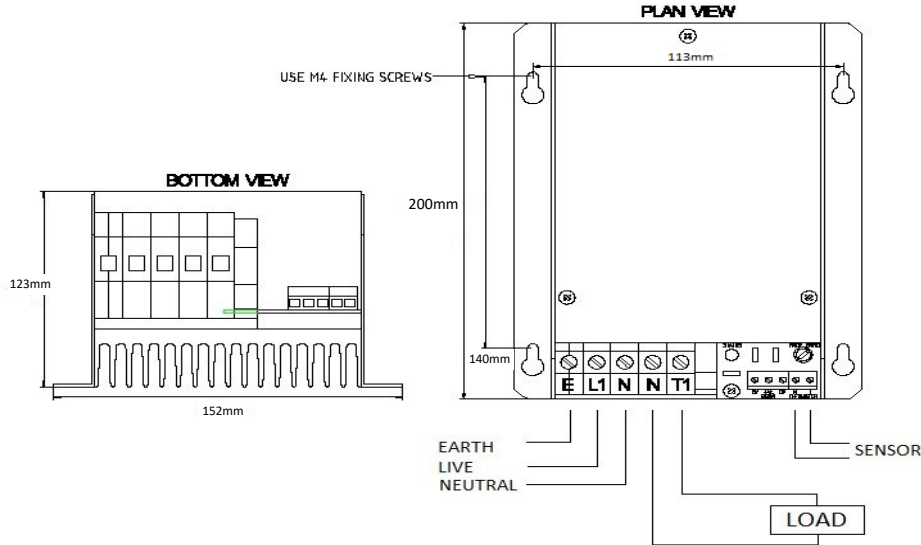 PLAN VIEW
113mm
USE M4 FIXING SCREWS
BOTTOM VIEW
200mm
123mm
140mm
152mm
E L1 N N T1
EARTH
LIVE
NEUTRAL
SENSOR
LOAD